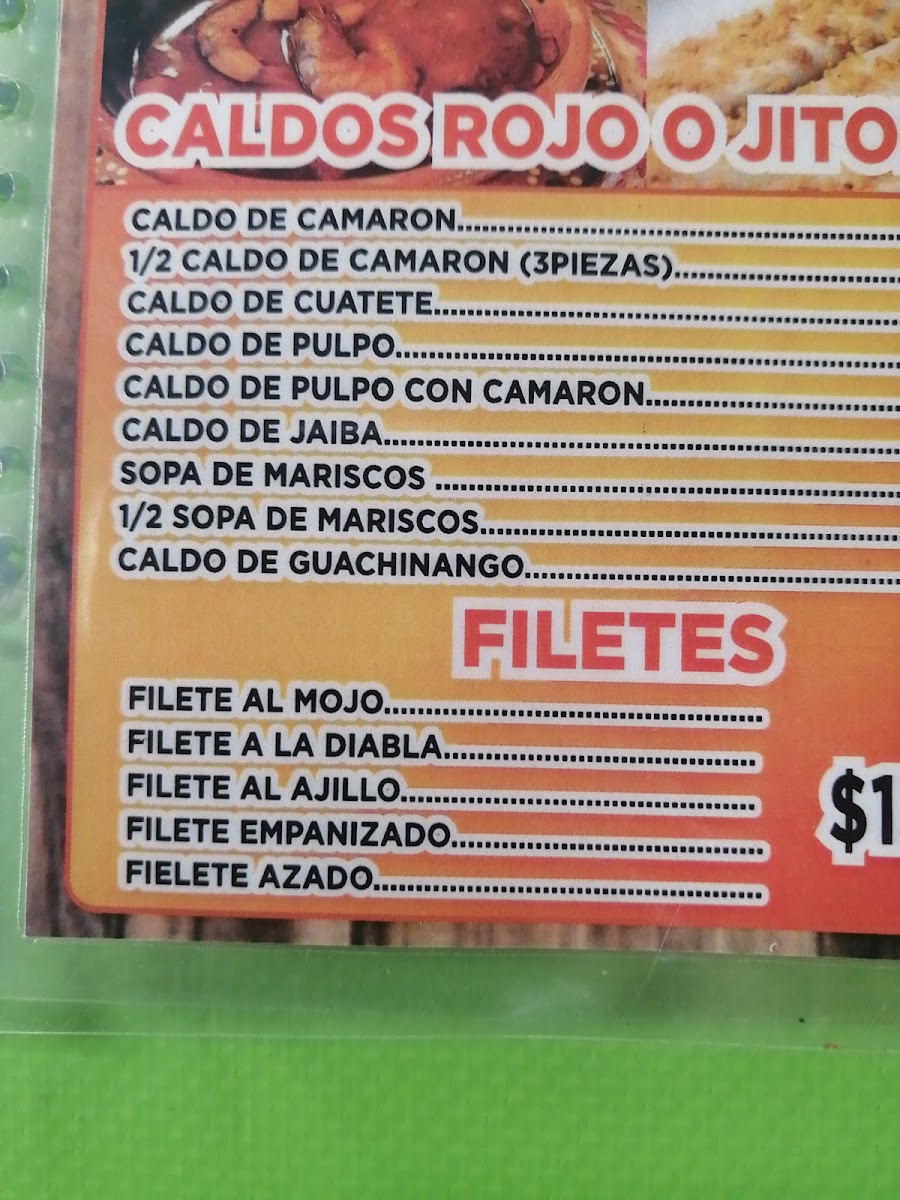 CALDOS ROJO O JITO
CALDO DE CAMARON
1/2 CALDO DE CAMARON (3PIEZAS)
CALDO DE CUATETE
CALDO DE PULPO
CALDO DE PULPO CON CAMARON
CALDO DE JAIBA
SOPA DE MARISCOS
1/2 SOPA DE MARISCOS
CALDO DE GUACHINANGO
FILETES
FILETE AL MOJO
FILETE A LA DIABLA
FILETE AL AJILLO
$1
FILETE EMPANIZADO
FIELETE AZADO